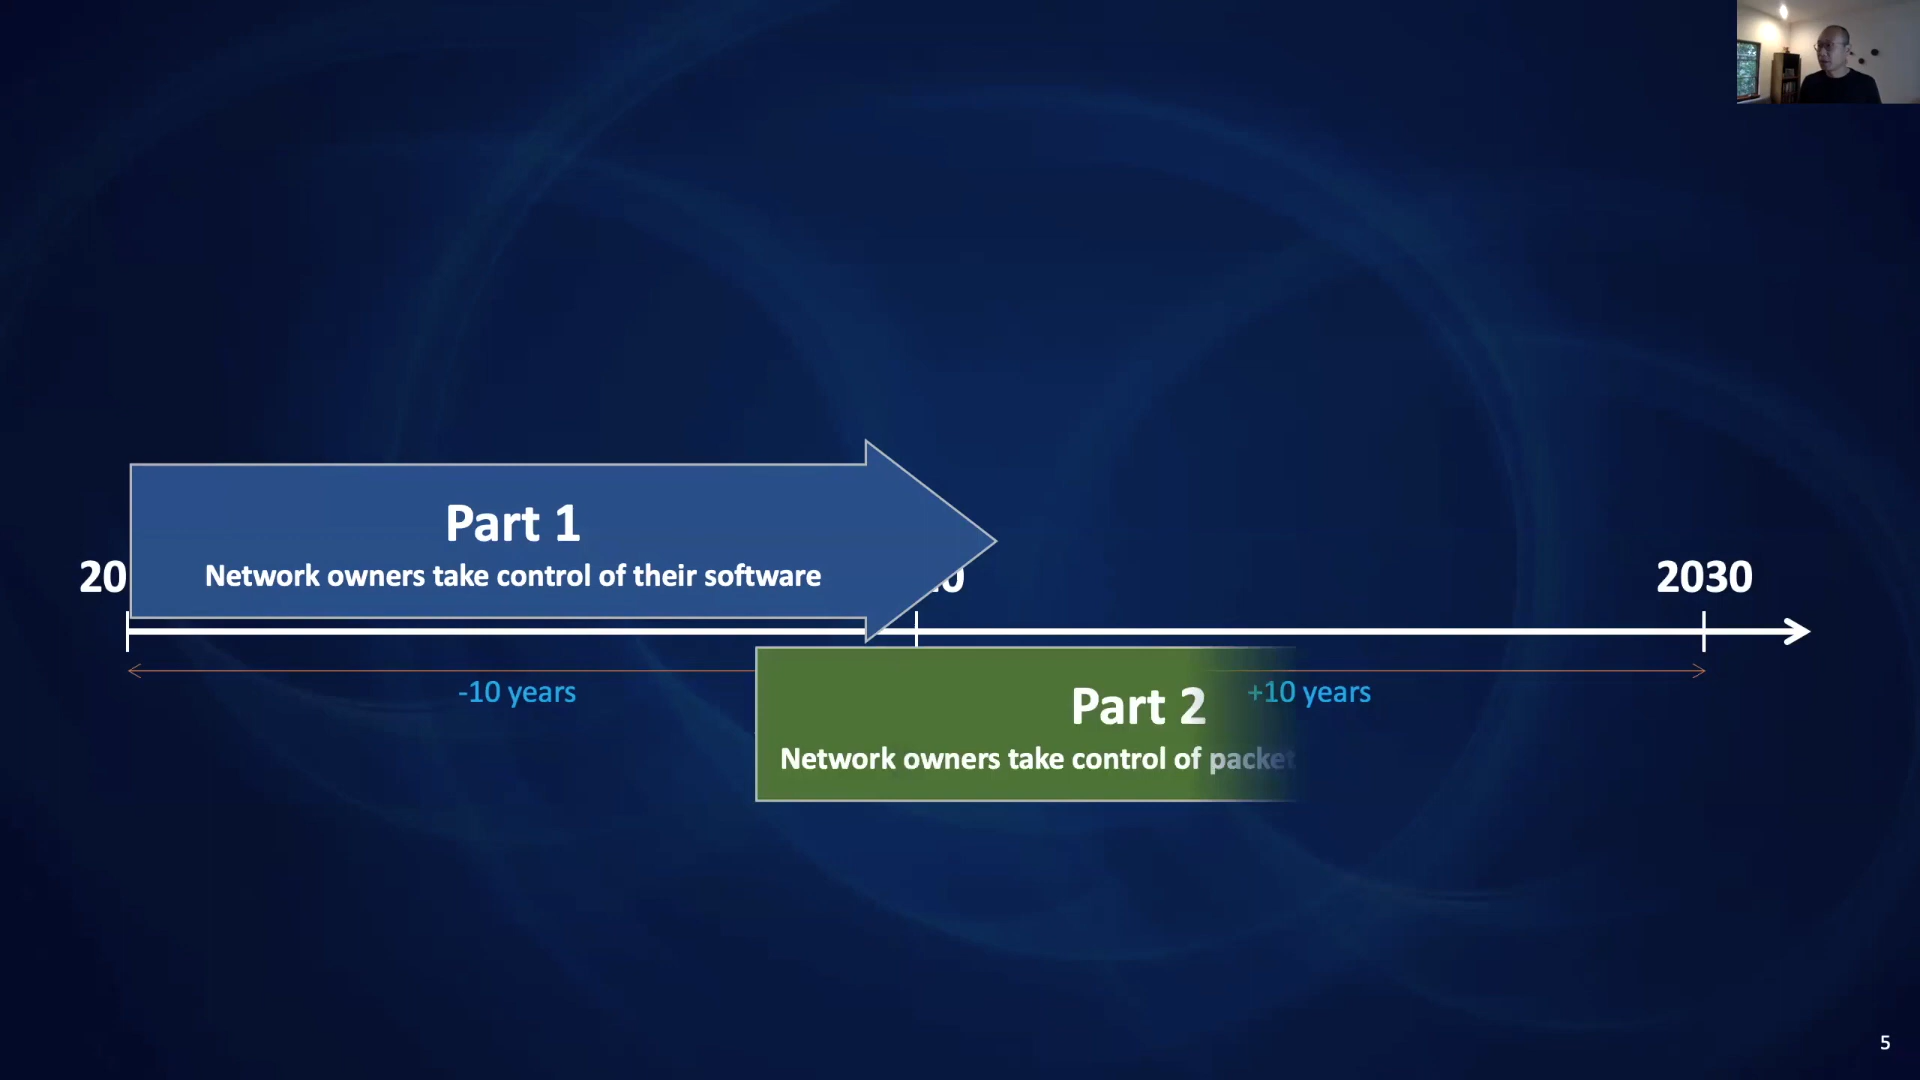 Part 1
Network owners take control of their software
20
2030
-10 years
+10 years
Part 2
Network owners take control of packet
5